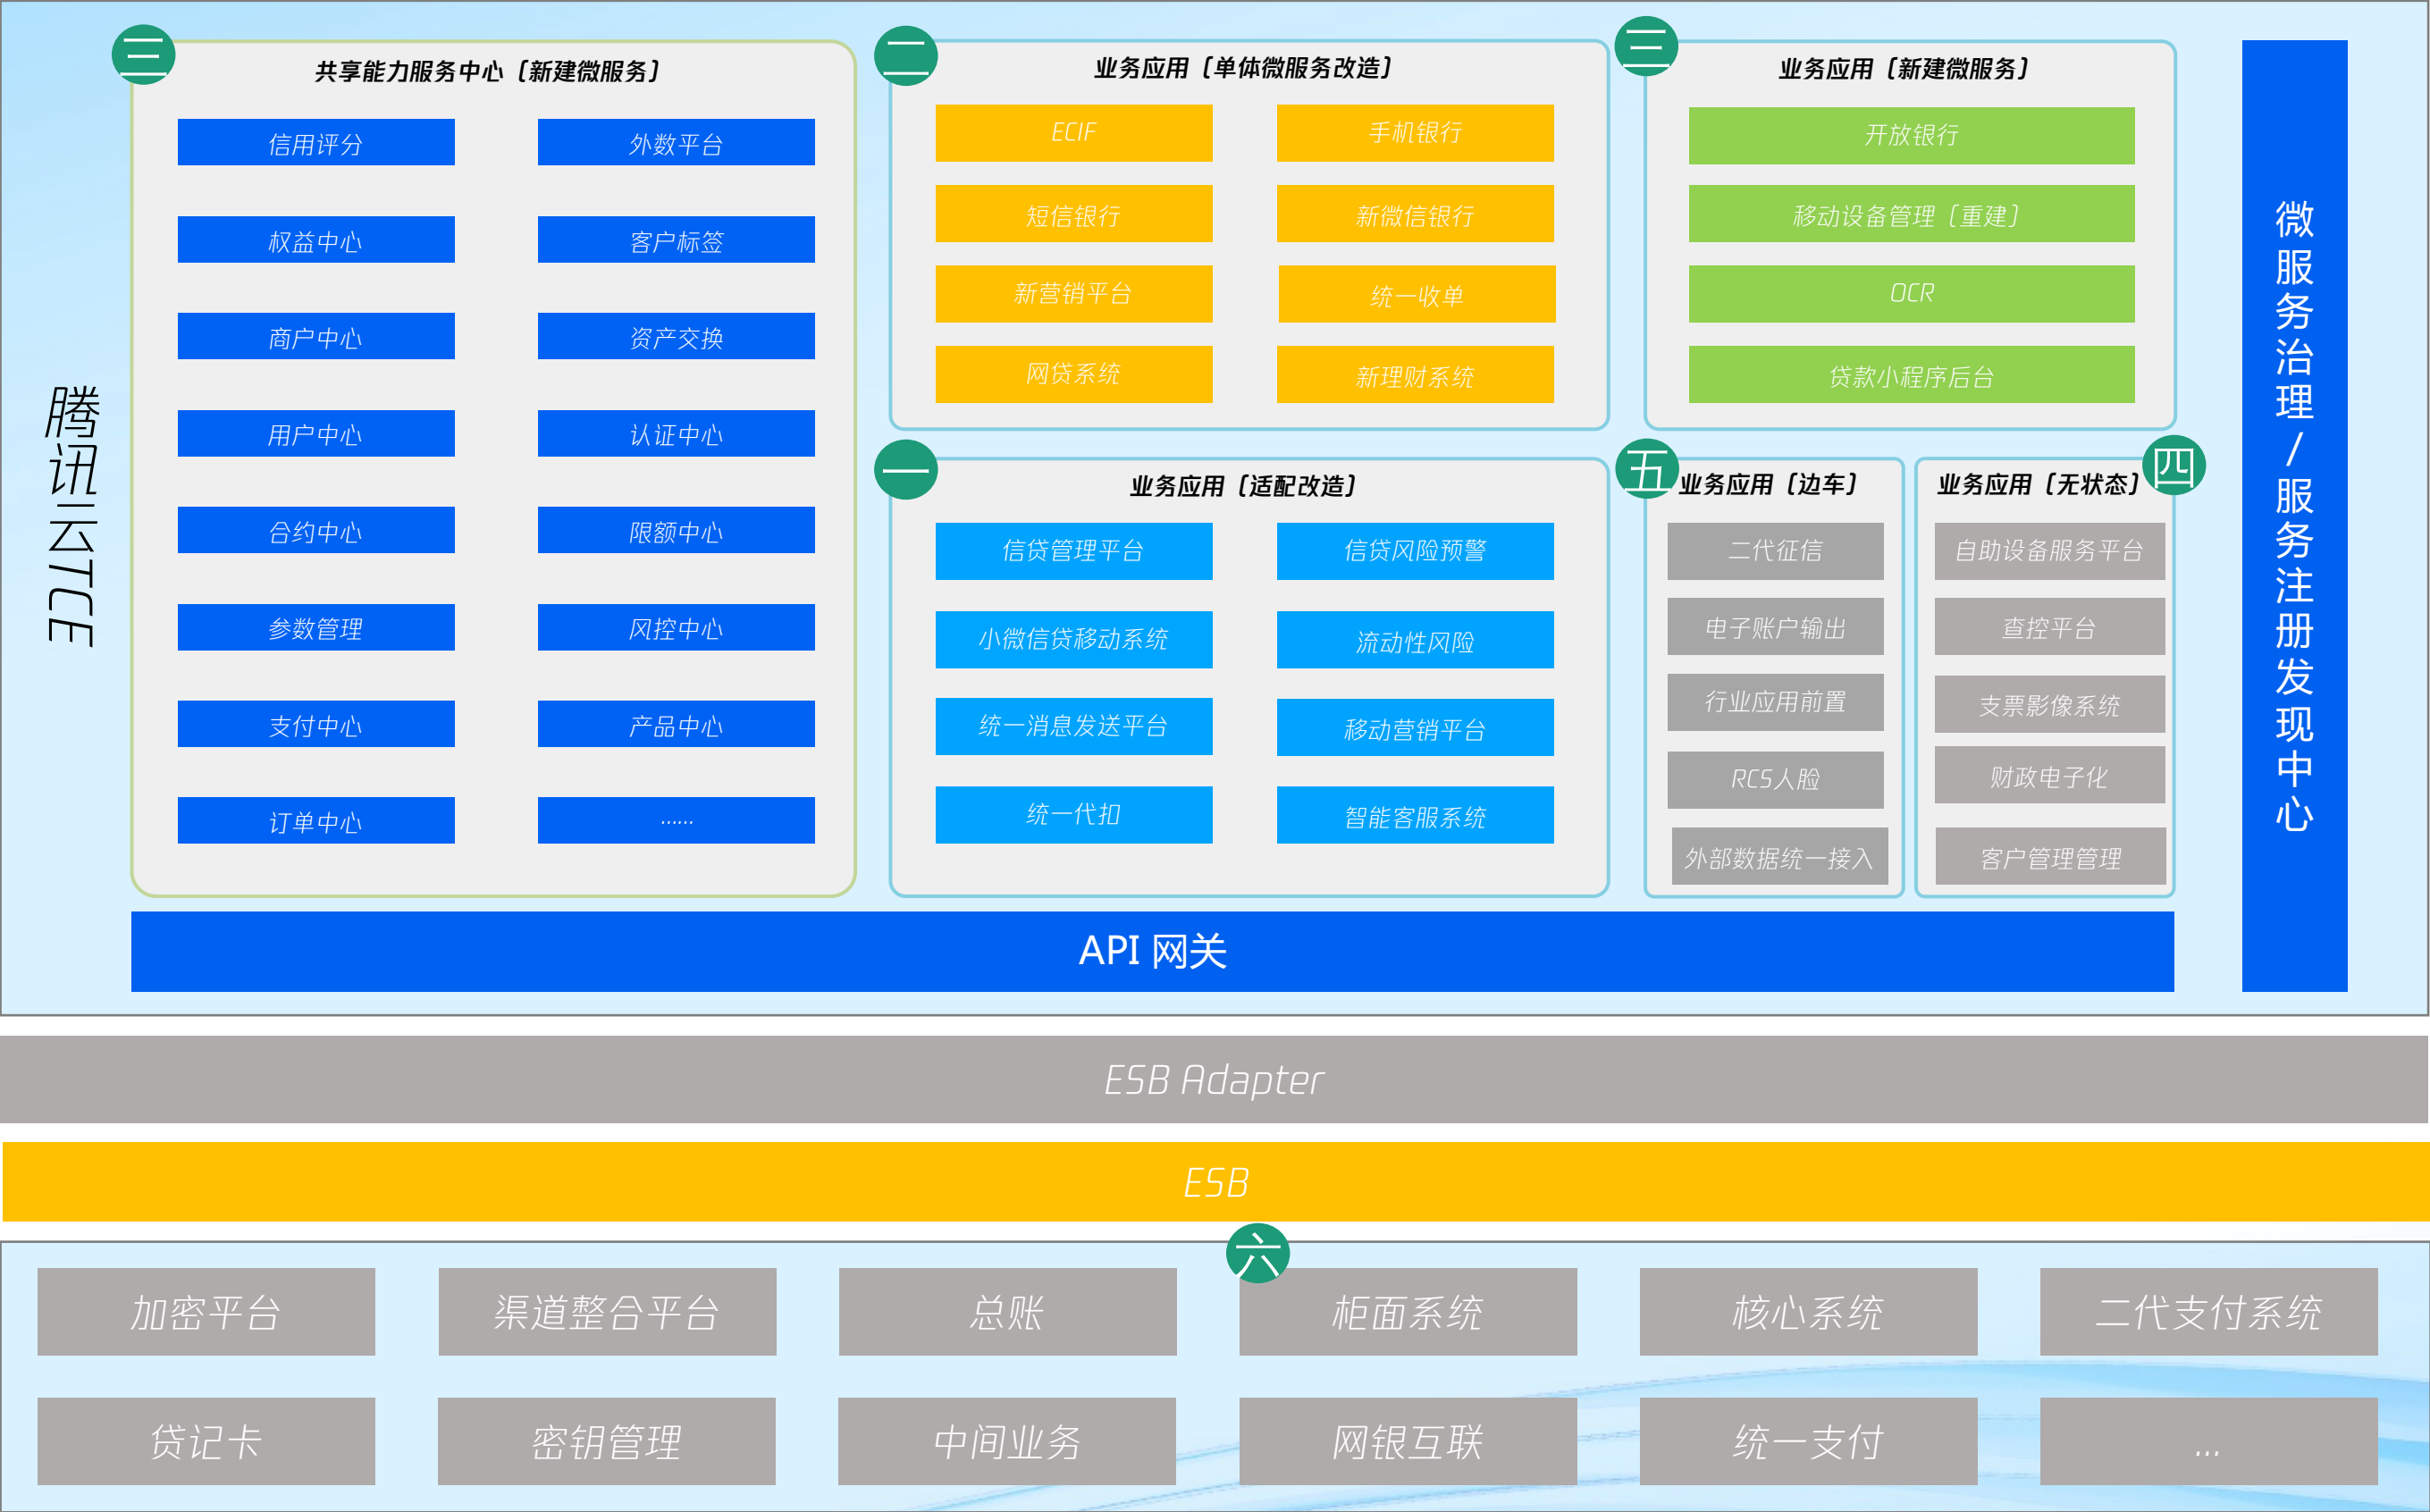 腾讯云TCE
三
共享能力服务中心（新建微服务）
信用评分
外数平台
权益中心
客户标签
商户中心
资产交换
用户中心
认证中心
合约中心
限额中心
参数管理
风控中心
支付中心
产品中心
订单中心
......
二
业务应用（单体微服务改造）
ECIF
手机银行
短信银行
新微信银行
新营销平台
统一收单
网贷系统
新理财系统
三
业务应用（新建微服务）
开放银行
移动设备管理（重建）
OCR
贷款小程序后台
一
业务应用（适配改造）
信贷管理平台
信贷风险预警
小微信贷移动系统
流动性风险
统一消息发送平台
移动营销平台
统一代扣
智能客服系统
五
业务应用（边车）
二代征信
电子账户输出
行业应用前置
RCS人脸
外部数据统一接入
四
业务应用（无状态）
自助设备服务平台
查控平台
支票影像系统
财政电子化
客户管理管理
微服务治理/服务注册发现中心
API 网关
ESB Adapter
ESB
六
加密平台
渠道整合平台
总账
柜面系统
核心系统
二代支付系统
贷记卡
密钥管理
中间业务
网银互联
统一支付
...